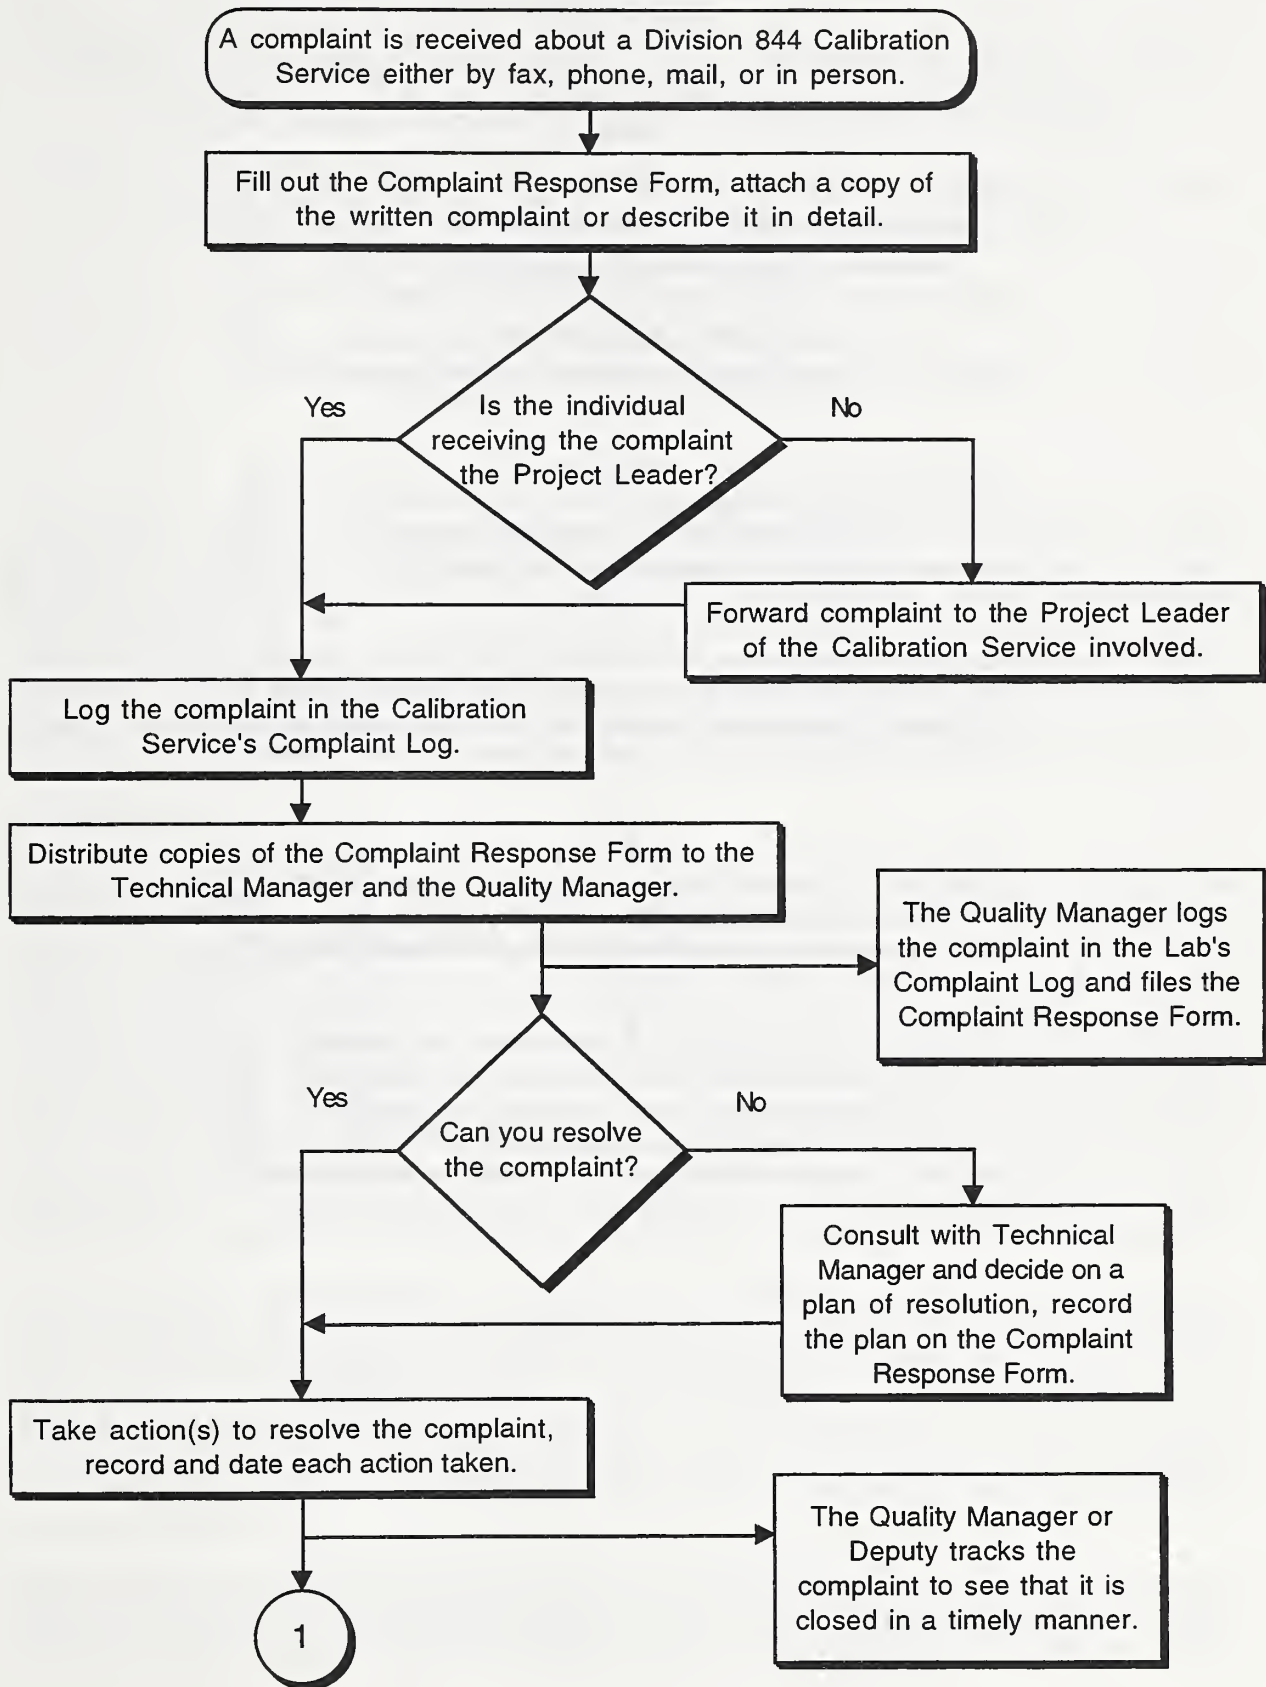 A complaint is received about a Division 844 Calibration
Service either by fax, phone, mail, or in person.
Fill out the Complaint Response Form, attach a copy of
the written complaint or describe it in detail.
Yes
Is the individual
receiving the complaint
the Project Leader?
No
Forward complaint to the Project Leader
of the Calibration Service involved.
Log the complaint in the Calibration
Service's Complaint Log.
Distribute copies of the Complaint Response Form to the
Technical Manager and the Quality Manager.
The Quality Manager logs
the complaint in the Lab's
Complaint Log and files the
Complaint Response Form.
Yes
Can you resolve
the complaint?
No
Consult with Technical
Manager and decide on a
plan of resolution, record
the plan on the Complaint
Response Form.
Take action(s) to resolve the complaint,
record and date each action taken.
The Quality Manager or
Deputy tracks the
complaint to see that it is
closed in a timely manner.
1